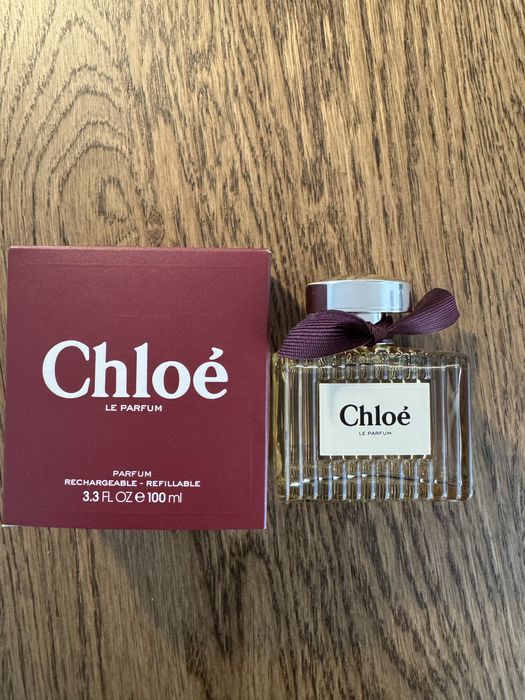 Chloé
LE PARFUM
PARFUM
RECHARGEABLE - REFILLABLE
3.3 FL OZ ℮ 100 ml
Chloé
LE PARFUM